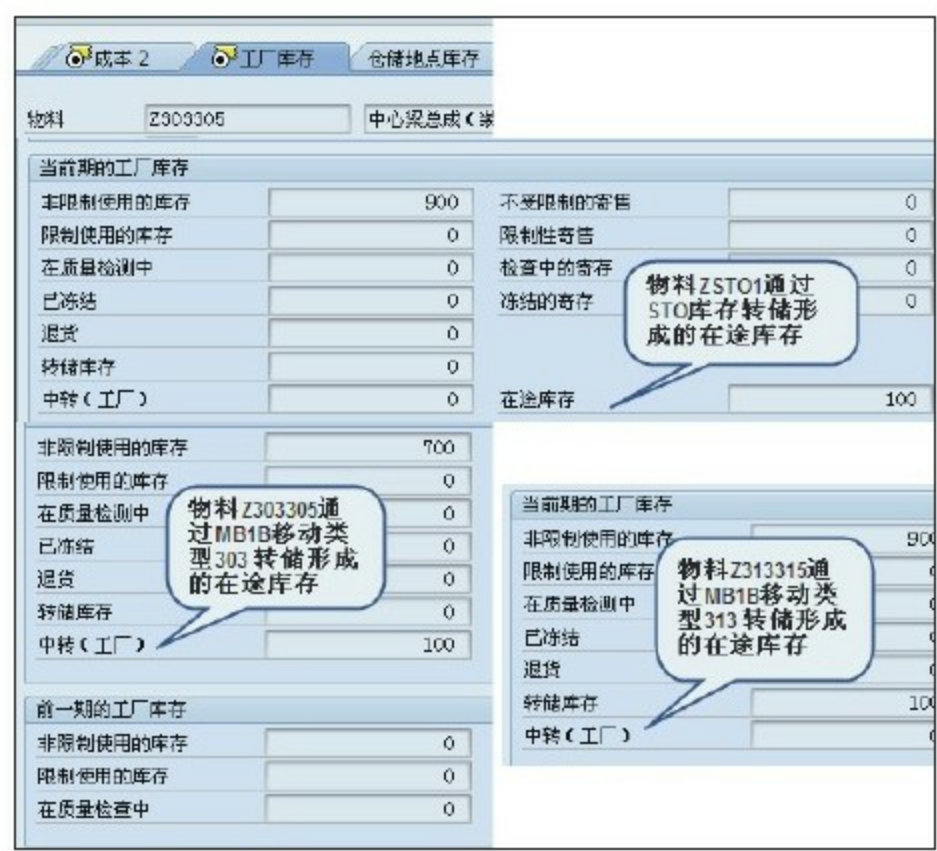 成本 2
工厂库存
仓储地点库存
物料
Z303305
中心梁总成(
当前期的工厂库存
非限制使用的库存 900 不受限制的寄售 0
限制使用的库存 0 限制性寄售 0
在质量检测中 0 检查中的寄存 0
已冻结 0 冻结的寄存 0
退货 0
转储库存 0
中转(工厂) 0 在途库存 100
物料ZSTO1通过
STO库存转储形
成的在途库存
非限制使用的库存 700
限制使用的库存 0
在质量检测中 0
已冻结 0
退货 0
转储库存 0
中转(工厂) 100
物料Z303305通
过MB1B移动类
型303 转储形成
的在途库存
前一期的工厂库存
非限制使用的库存 0
限制使用的库存 0
在质量检查中 0
当前期的工厂库存
非限制使用的库存 900
限制使用的库存
在质量检测中
已冻结
退货
转储库存 100
中转(工厂)
物料Z313315通
过MB1B移动类
型313 转储形成
的在途库存